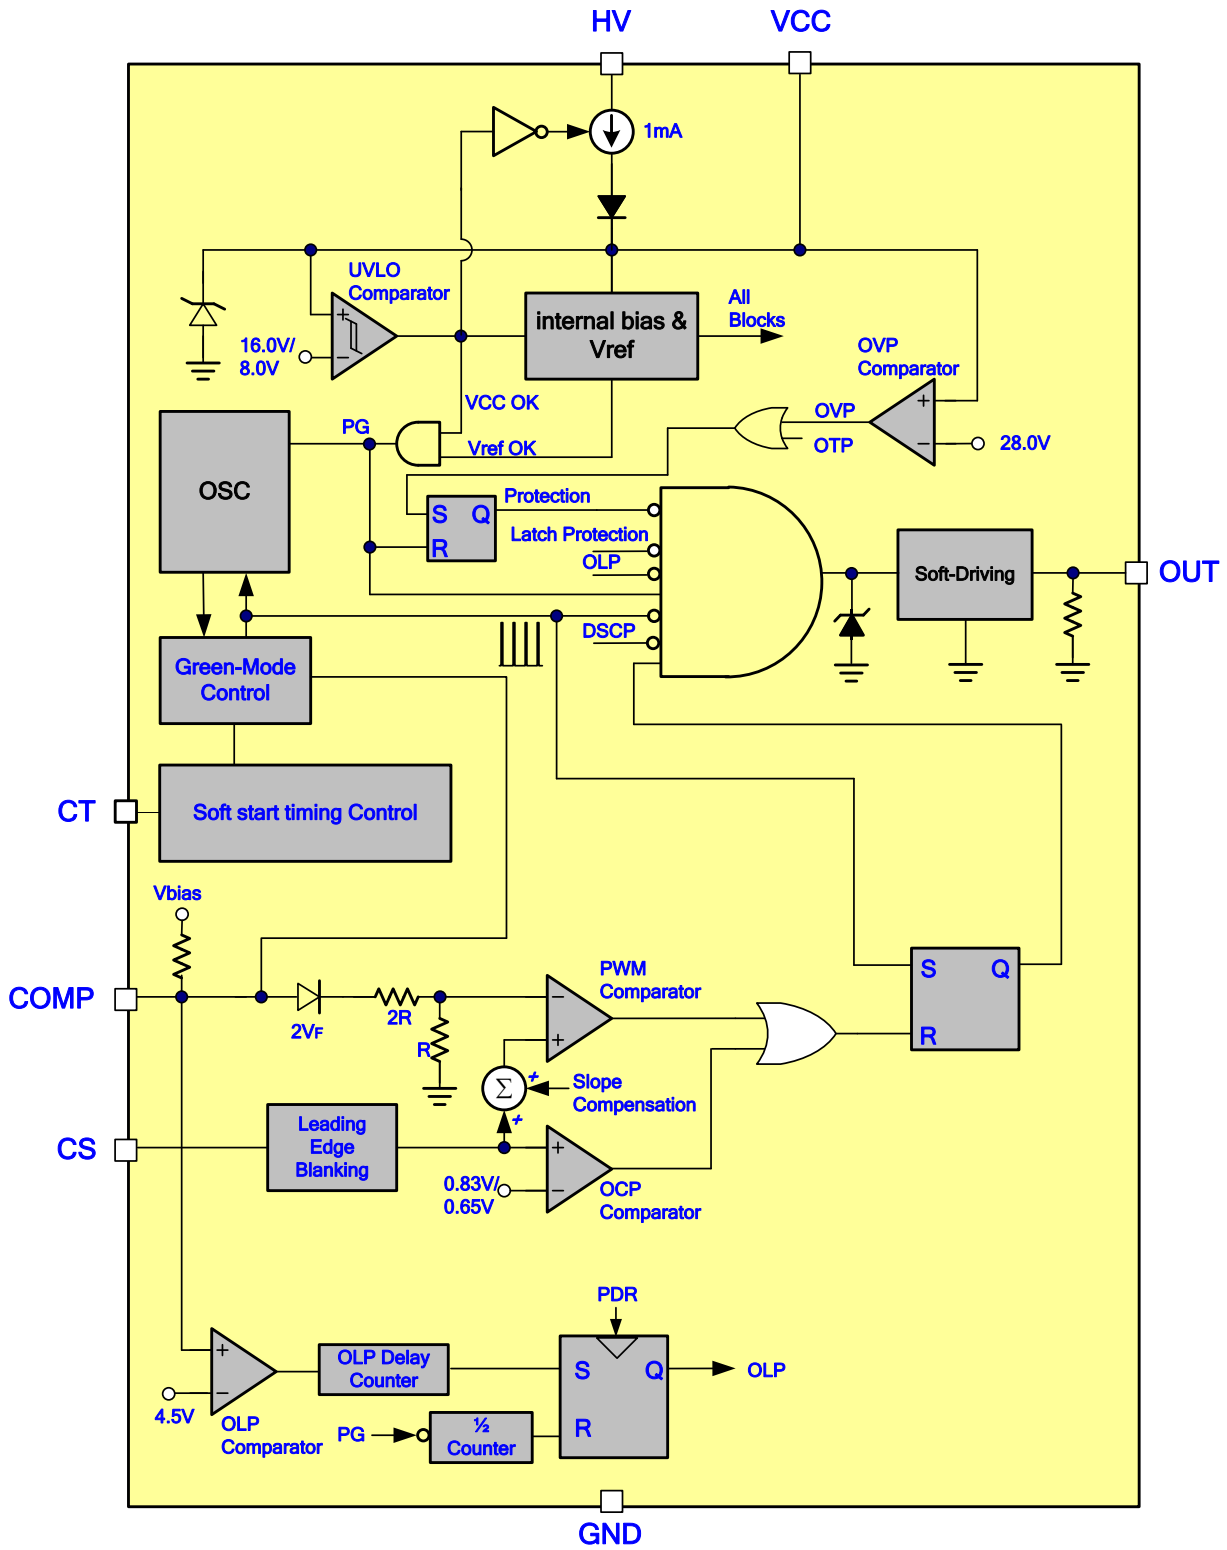 HV
VCC
1mA
UVLO
Comparator
+
−
16.0V/
8.0V
internal bias &
Vref
All
Blocks
OVP
Comparator
+
−
28.0V
VCC OK
PG
Vref OK
OVP
OTP
OSC
S
Q
R
Protection
Latch Protection
OLP
DSCP
Soft-Driving
OUT
Green-Mode
Control
CT
Soft start timing Control
Vbias
COMP
2VF
2R
R
PWM
Comparator
−
+
S
Q
R
Σ
+
+
Slope
Compensation
CS
Leading
Edge
Blanking
+
−
0.83V/
0.65V
OCP
Comparator
PDR
+
−
4.5V
OLP
Comparator
OLP Delay
Counter
S
Q
R
OLP
PG
½
Counter
GND